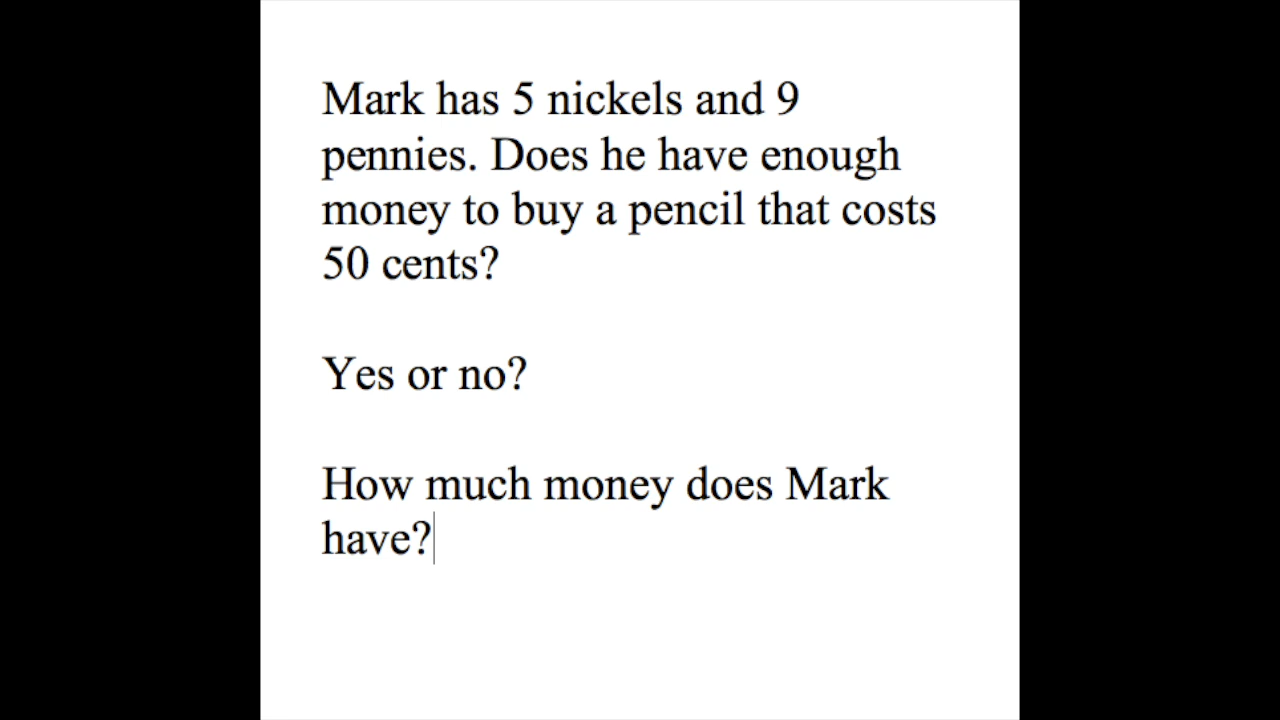 Mark has 5 nickels and 9
pennies. Does he have enough
money to buy a pencil that costs
50 cents?
Yes or no?
How much money does Mark
have?